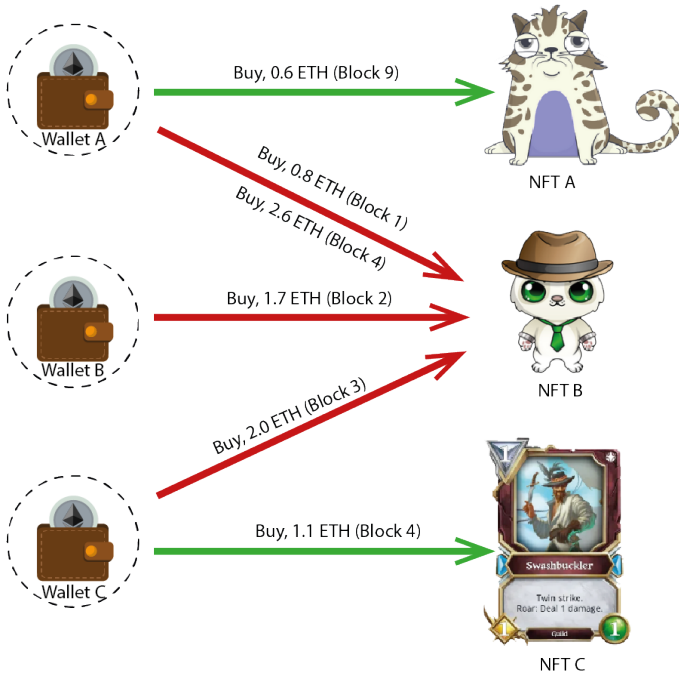 Buy, 0.6 ETH (Block 9)
Wallet A
NFT A
Buy, 0.8 ETH (Block 1)
Buy, 2.6 ETH (Block 4)
Buy, 1.7 ETH (Block 2)
Wallet B
NFT B
Buy, 2.0 ETH (Block 3)
Buy, 1.1 ETH (Block 4)
Wallet C
1
Swashbuckler
Twin strike.
Roar: Deal 1 damage.
1
Guild
1
NFT C